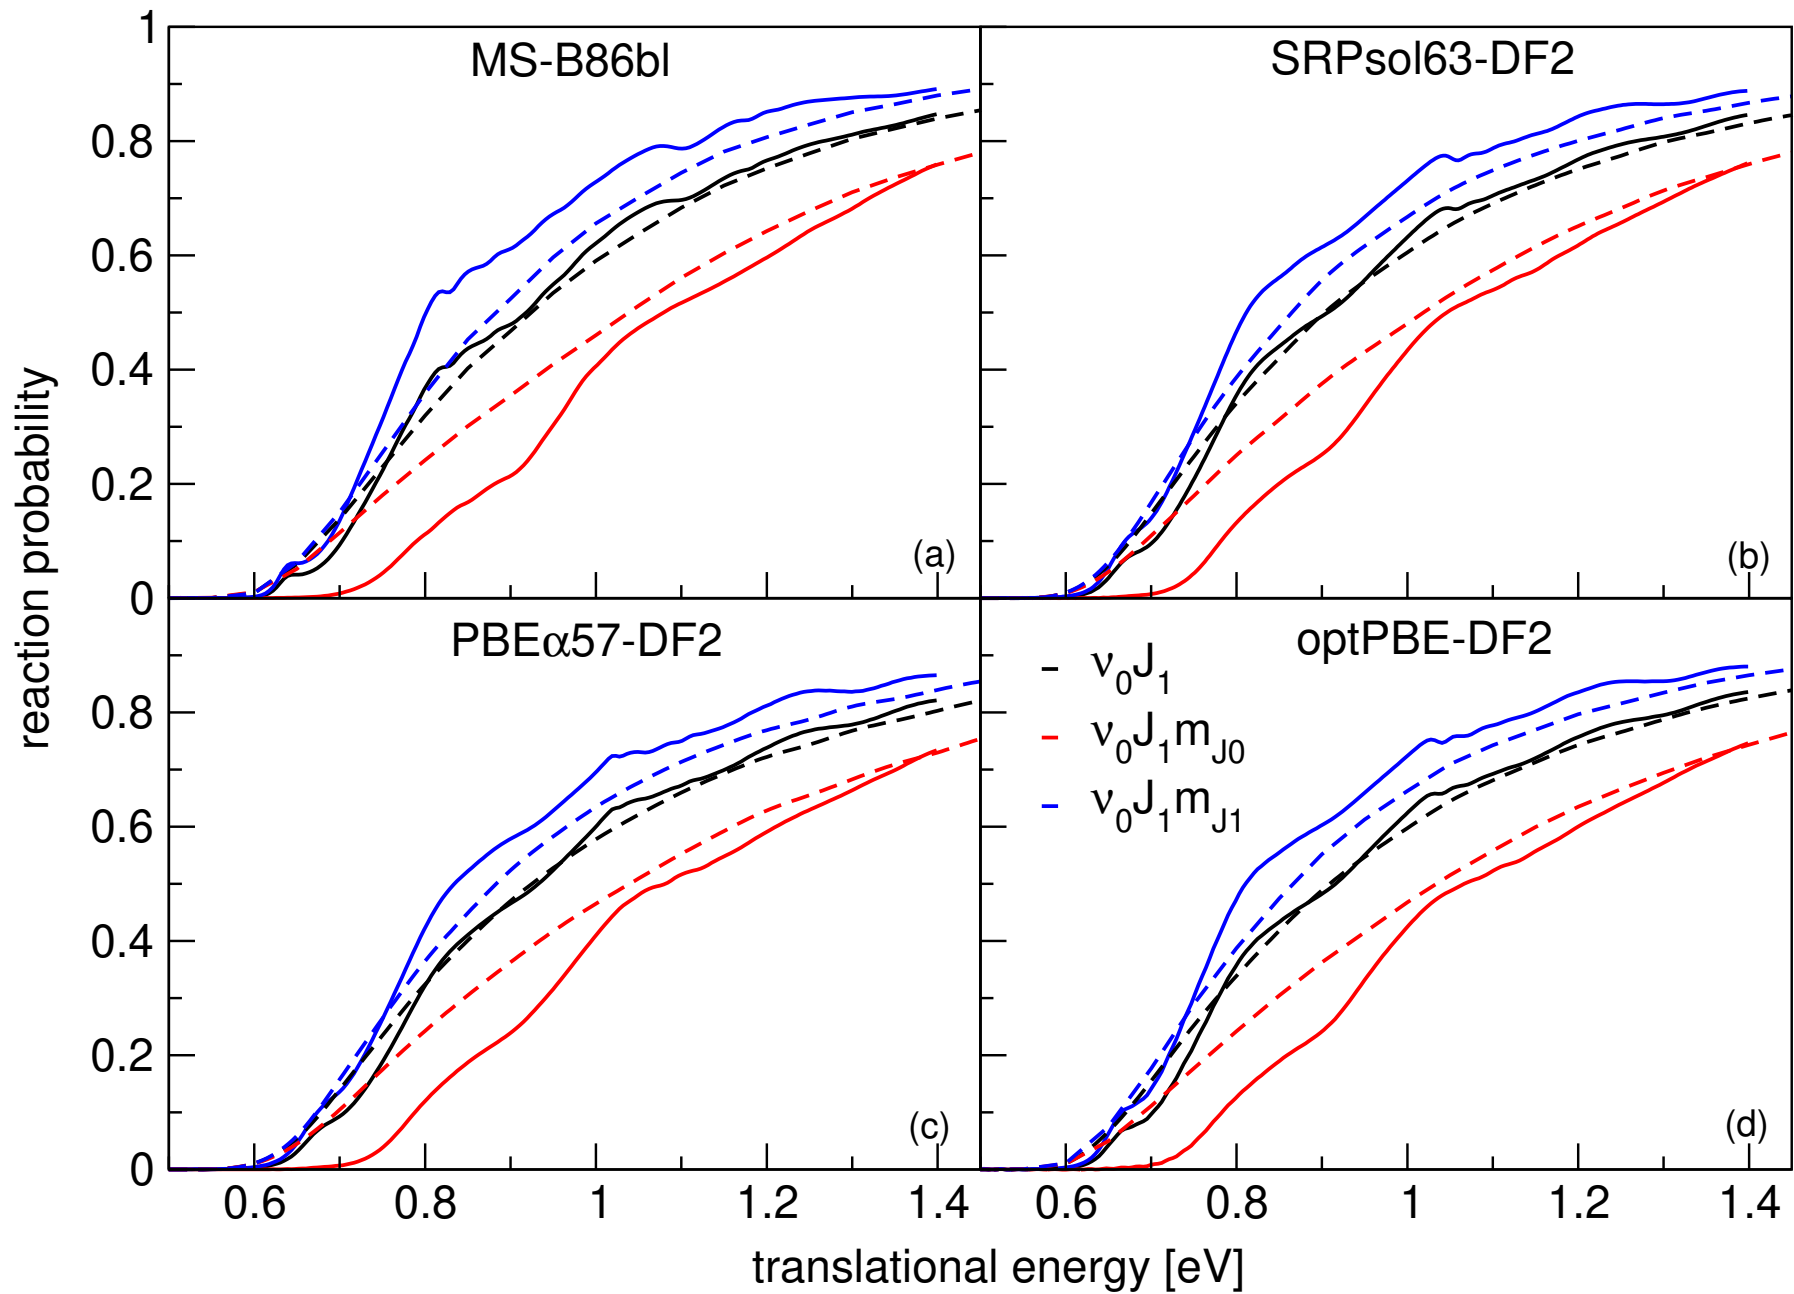 MS-B86bl
SRPsol63-DF2
1
0.8
0.6
0.4
0.2
0
(a)
(b)
reaction probability
PBEα57-DF2
optPBE-DF2
ν0J1
ν0J1mJ0
ν0J1mJ1
0.8
0.6
0.4
0.2
0
(c)
(d)
0.6 0.8 1 1.2 1.4
0.6 0.8 1 1.2 1.4
translational energy [eV]